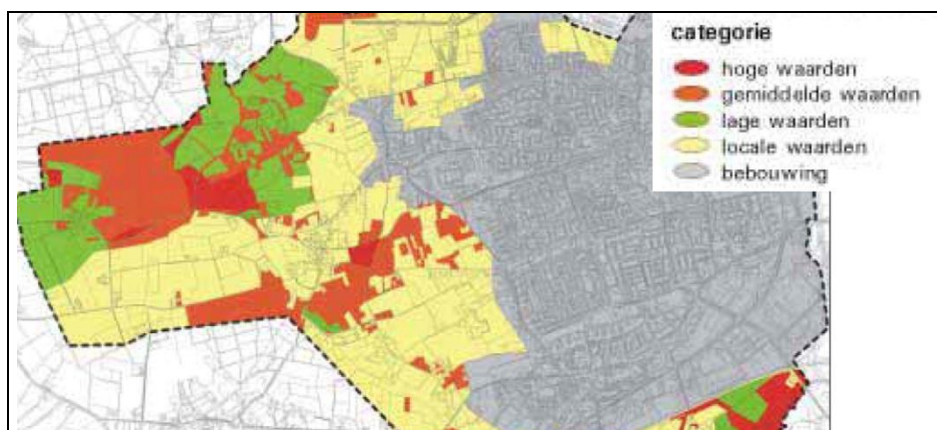 categorie
hoge waarden
gemiddelde waarden
lage waarden
locale waarden
bebouwing